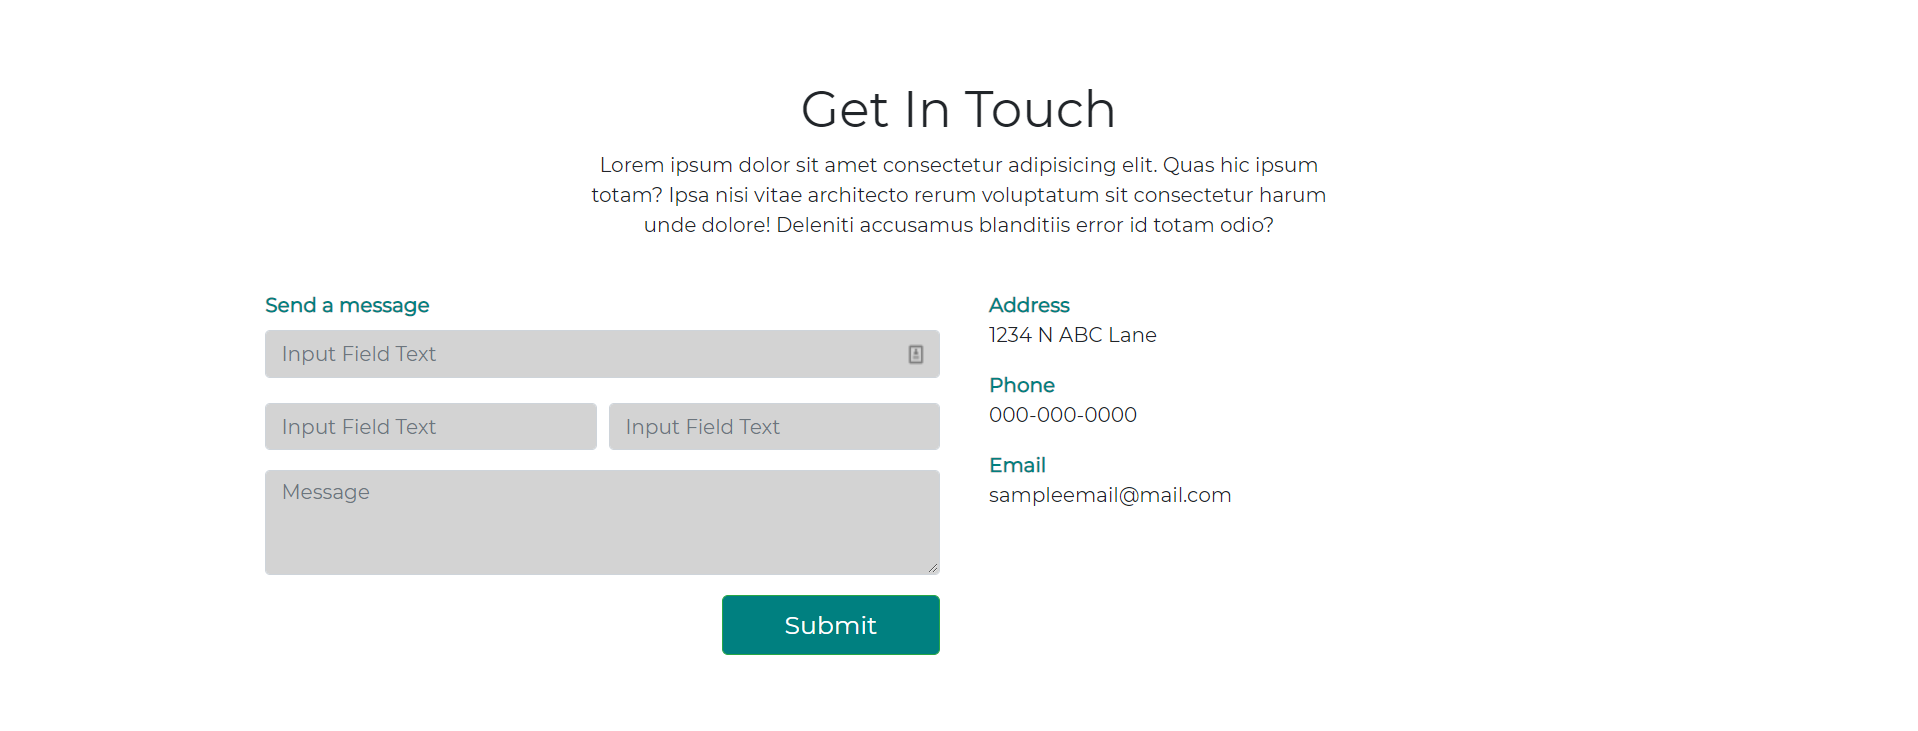 Get In Touch
Lorem ipsum dolor sit amet consectetur adipisicing elit. Quas hic ipsum
totam? Ipsa nisi vitae architecto rerum voluptatum sit consectetur harum
unde dolore! Deleniti accusamus blanditiis error id totam odio?
Send a message
Input Field Text
Input Field Text
Input Field Text
Message
Submit
Address
1234 N ABC Lane
Phone
000-000-0000
Email
sampleemail@mail.com